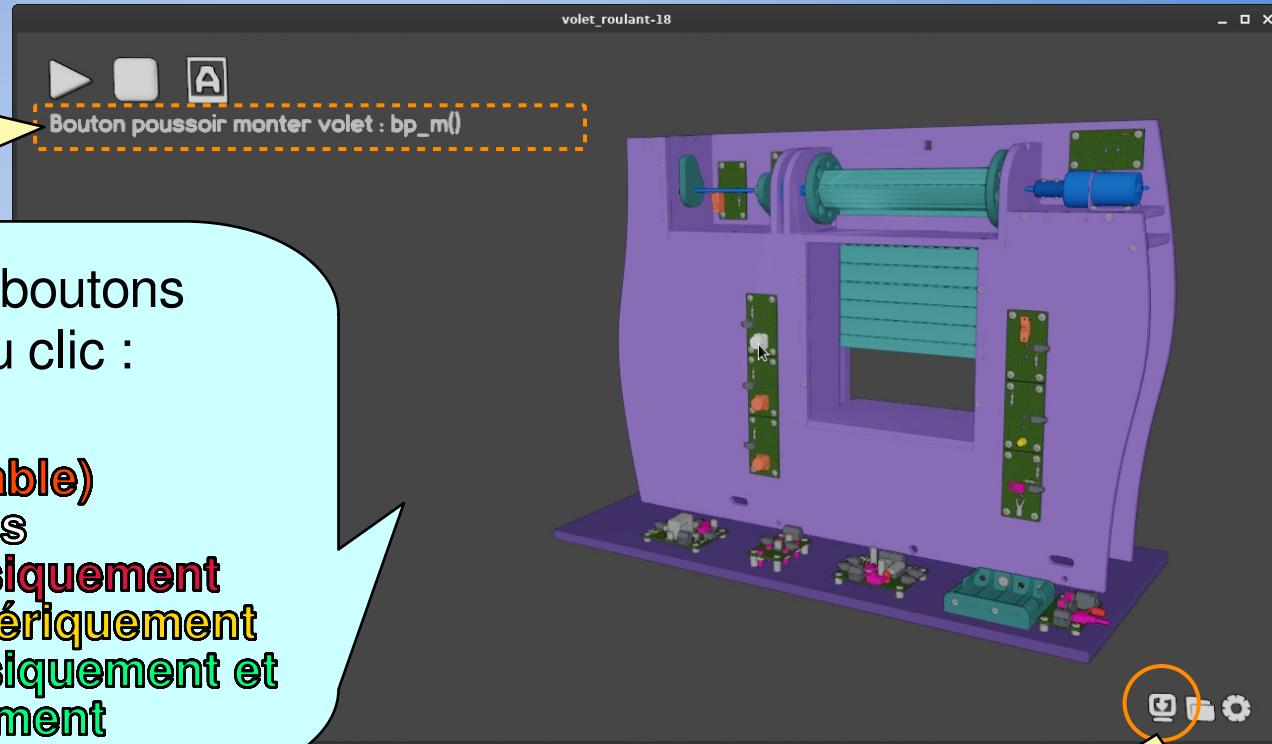 volet_roulant-18
A
Bouton poussoir monter volet : bp_m()
boutons
clic :
able)
s
siquement
ériquement
siquement et
ment